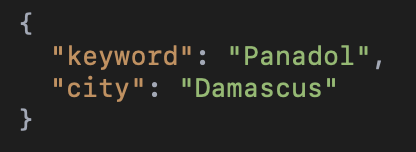 {
  "keyword": "Panadol",
  "city": "Damascus"
}